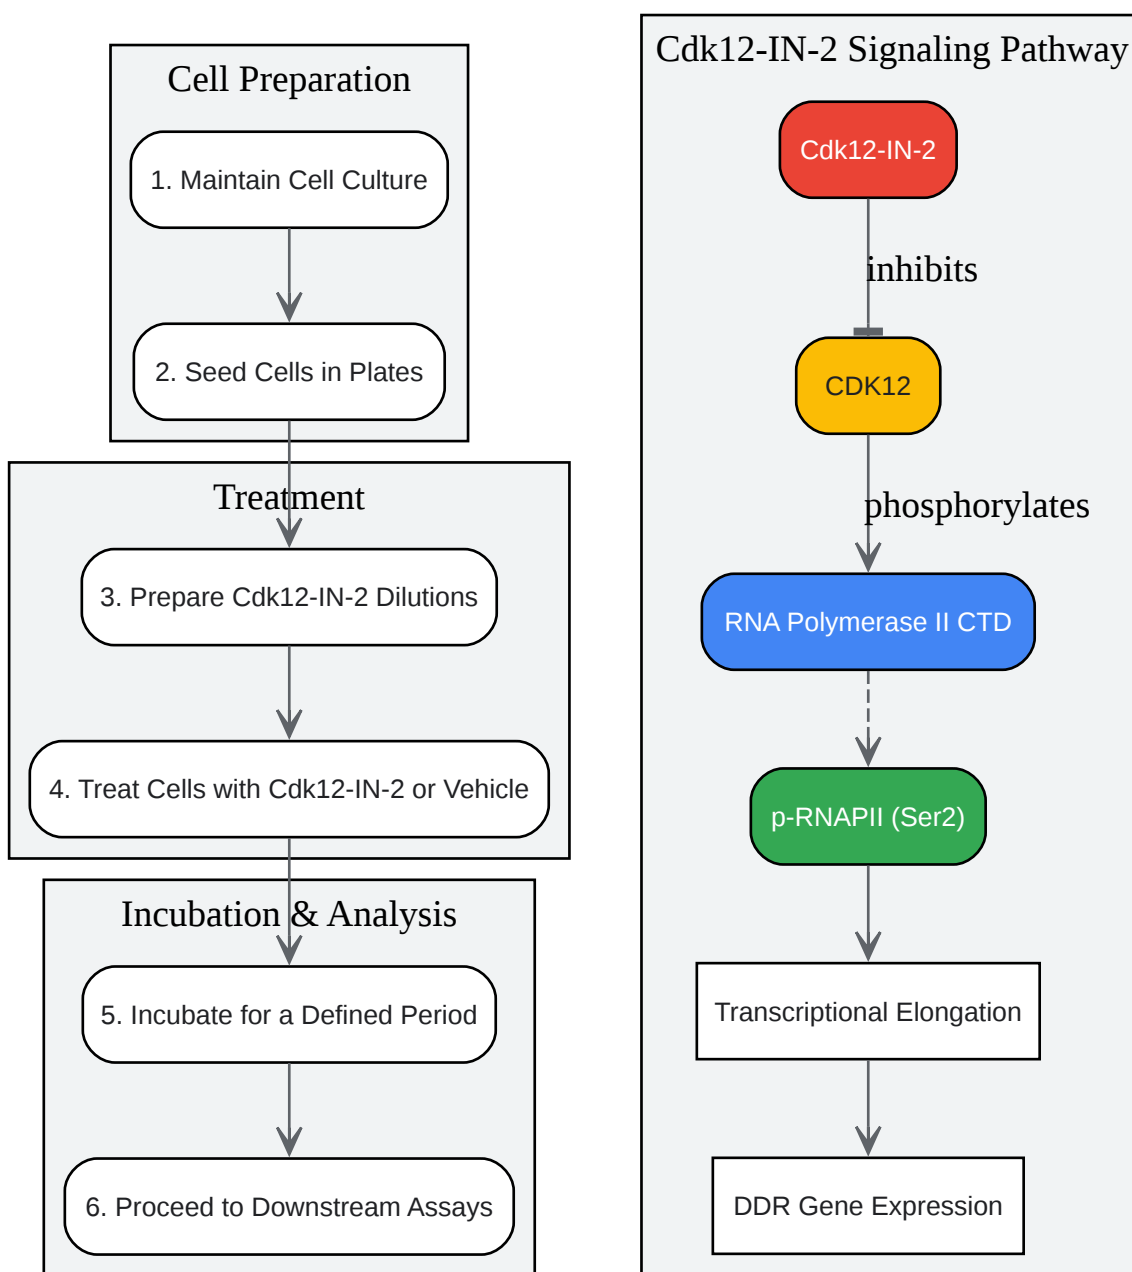 Cell Preparation
1. Maintain Cell Culture
2. Seed Cells in Plates
Treatment
3. Prepare Cdk12-IN-2 Dilutions
4. Treat Cells with Cdk12-IN-2 or Vehicle
Incubation & Analysis
5. Incubate for a Defined Period
6. Proceed to Downstream Assays
Cdk12-IN-2 Signaling Pathway
Cdk12-IN-2
inhibits
CDK12
phosphorylates
RNA Polymerase II CTD
p-RNAPII (Ser2)
Transcriptional Elongation
DDR Gene Expression